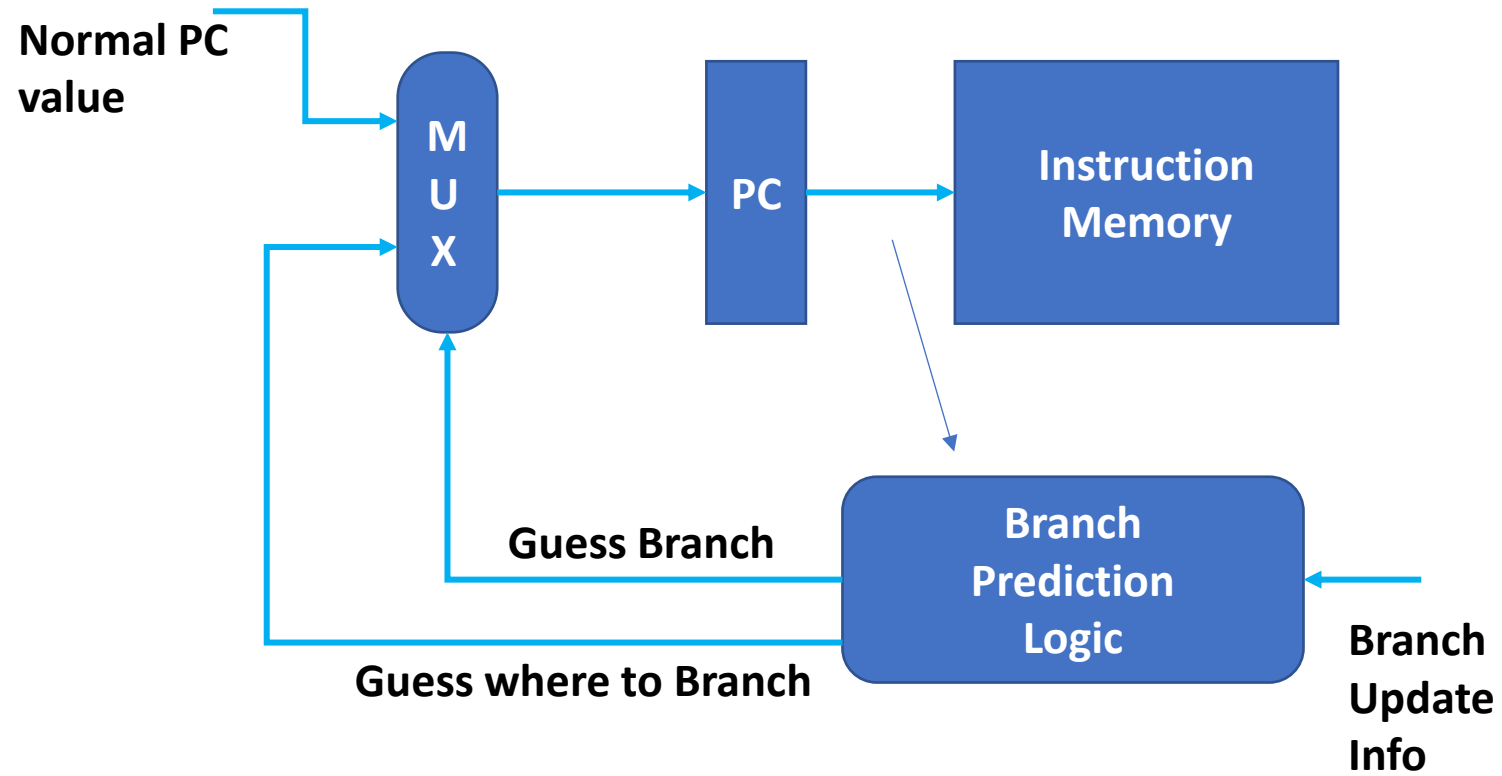 Normal PC
value
M
U
X
PC
Instruction
Memory
Guess Branch
Guess where to Branch
Branch
Prediction
Logic
Branch
Update
Info